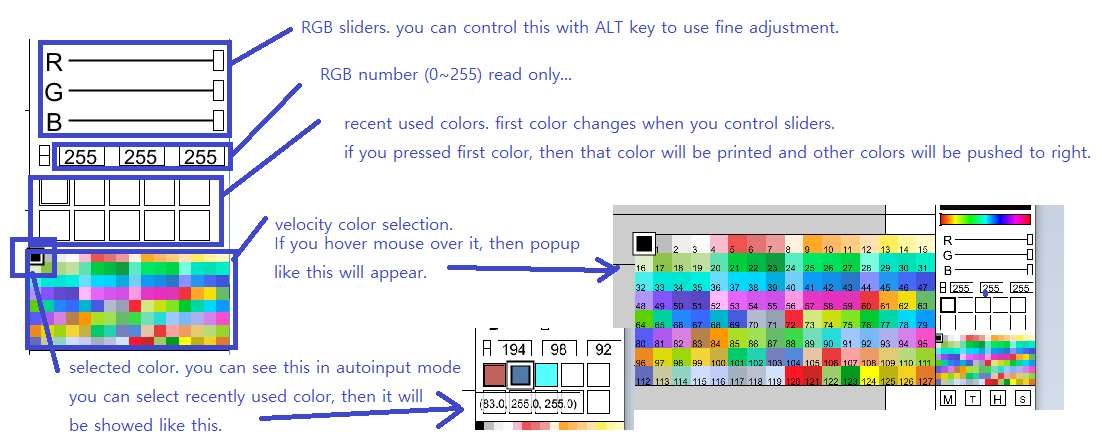 RGB sliders. you can control this with ALT key to use fine adjustment.
R
G
B
RGB number (0~255) read only...
255 255 255
recent used colors. first color changes when you control sliders.
if you pressed first color, then that color will be printed and other colors will be pushed to right.
velocity color selection.
If you hover mouse over it, then popup
like this will appear.
selected color. you can see this in autoinput mode
you can select recently used color, then it will
be showed like this.
194 98 92
(83.0, 255.0, 255.0)
1 2 3 4 5 6 7 8 9 10 11 12 13 14 15
16 17 18 19 20 21 22 23 24 25 26 27 28 29 30 31
32 33 34 35 36 37 38 39 40 41 42 43 44 45 46 47
48 49 50 51 52 53 54 55 56 57 58 59 60 61 62 63
64 65 66 67 68 69 70 71 72 73 74 75 76 77 78 79
80 81 82 83 84 85 86 87 88 89 90 91 92 93 94 95
96 97 98 99 100 101 102 103 104 105 106 107 108 109 110 111
112 113 114 115 116 117 118 119 120 121 122 123 124 125 126 127
R
G
B
255 255 255
M T H S